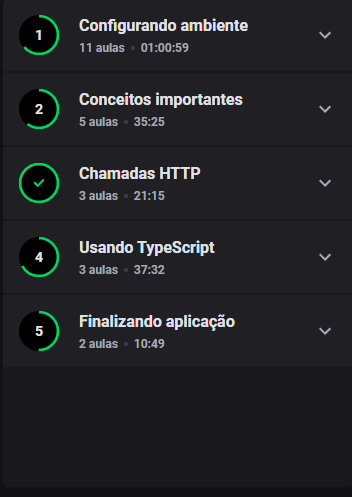 1
Configurando ambiente
11 aulas • 01:00:59
2
Conceitos importantes
5 aulas • 35:25
Chamadas HTTP
3 aulas • 21:15
4
Usando TypeScript
3 aulas • 37:32
5
Finalizando aplicação
2 aulas • 10:49